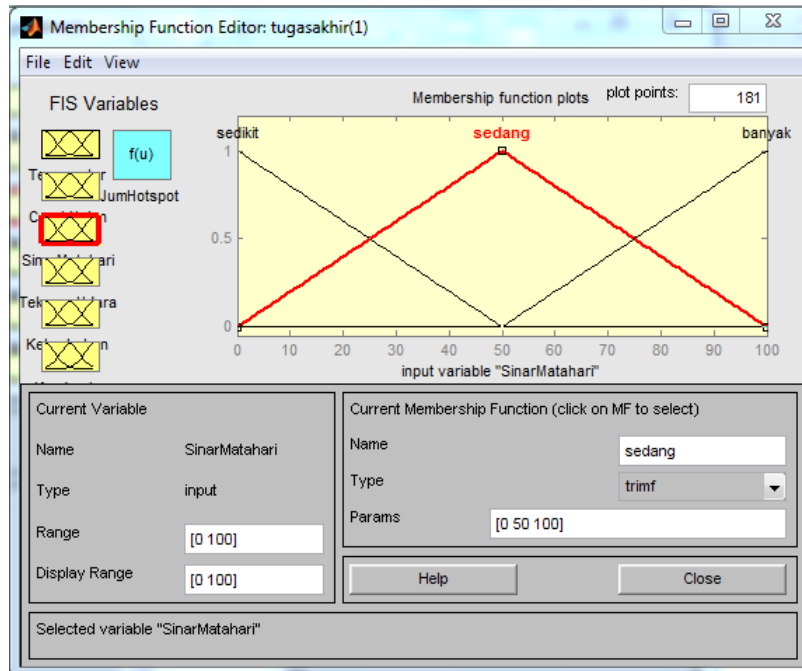 Membership Function Editor: tugasakhir(1)
File Edit View
FIS Variables
f(u)
JumHotspot
Membership function plots
plot points:
181
sedikit
sedang
banyak
1
0.5
0
0 10 20 30 40 50 60 70 80 90 100
input variable "SinarMatahari"
Current Variable
Name SinarMatahari
Type input
Range [0 100]
Display Range [0 100]
Current Membership Function (click on MF to select)
Name sedang
Type trimf
Params [0 50 100]
Help
Close
Selected variable "SinarMatahari"